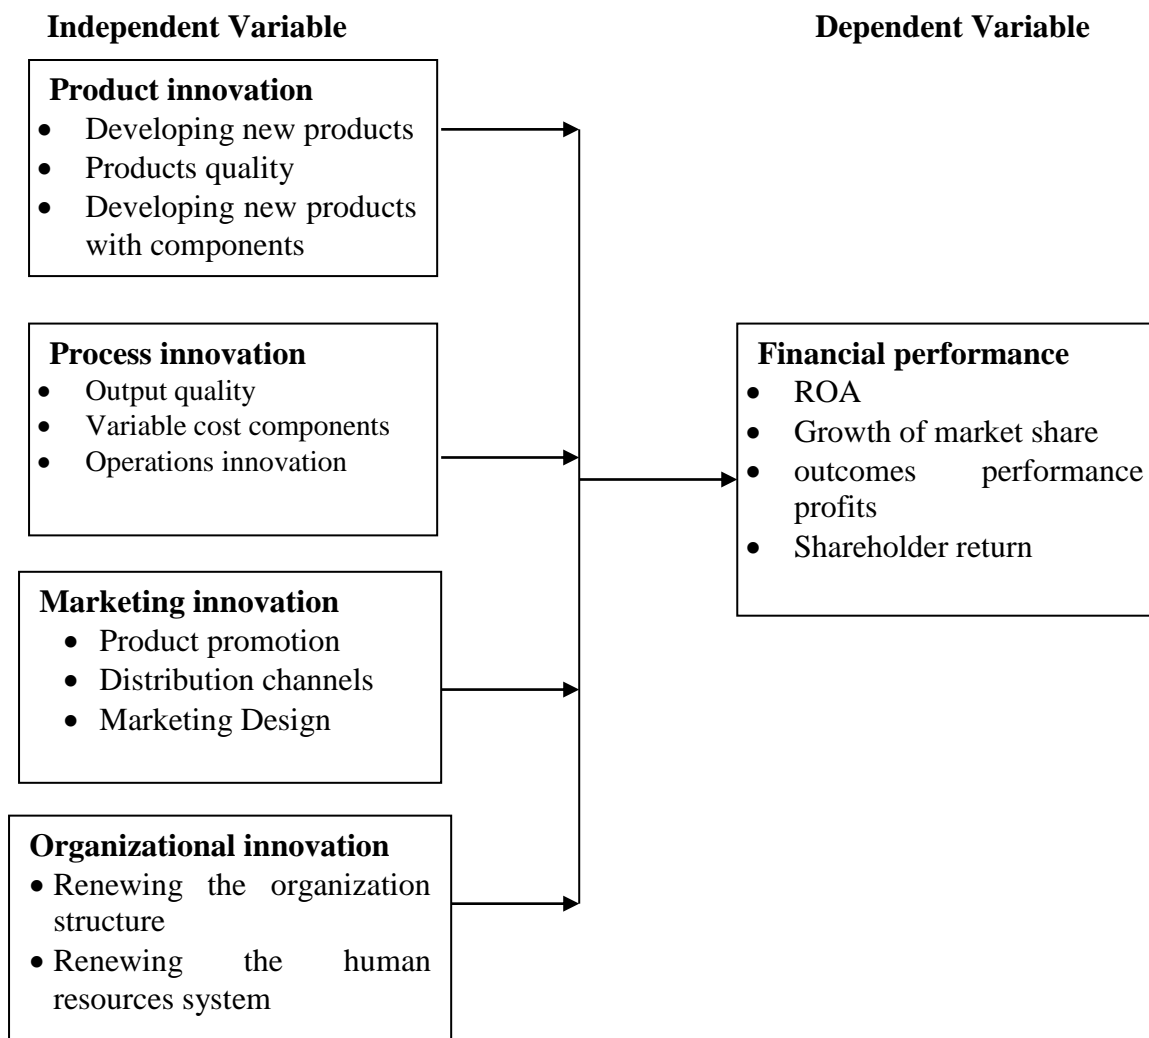 Independent Variable
Dependent Variable
Product innovation
• Developing new products
• Products quality
• Developing new products
with components
Process innovation
• Output quality
• Variable cost components
• Operations innovation
Marketing innovation
• Product promotion
• Distribution channels
• Marketing Design
Organizational innovation
• Renewing the organization
structure
• Renewing the human
resources system
Financial performance
• ROA
• Growth of market share
• outcomes performance
profits
• Shareholder return